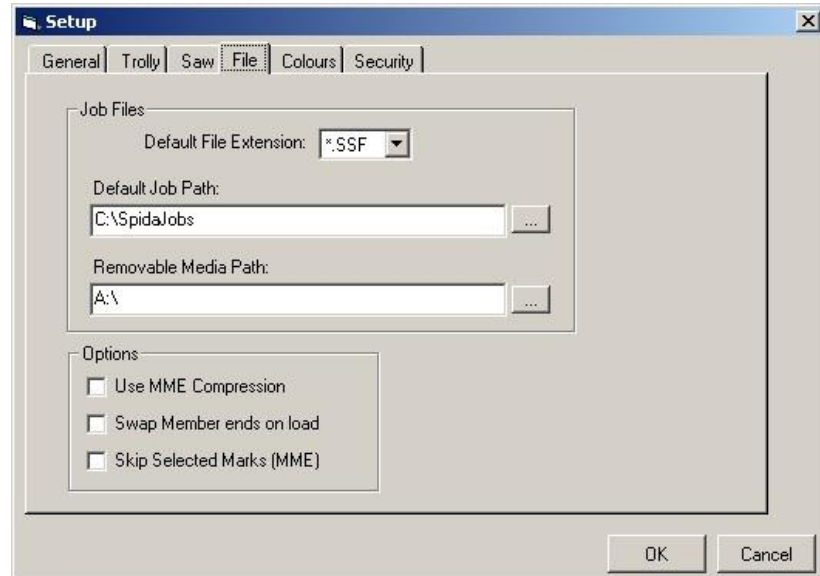 Setup
General Trolly Saw File Colours Security
Job Files
Default File Extension: *.SSF
Default Job Path:
C:\SpidaJobs
...
Removable Media Path:
A:\
...
Options
Use MME Compression
Swap Member ends on load
Skip Selected Marks (MME)
OK Cancel